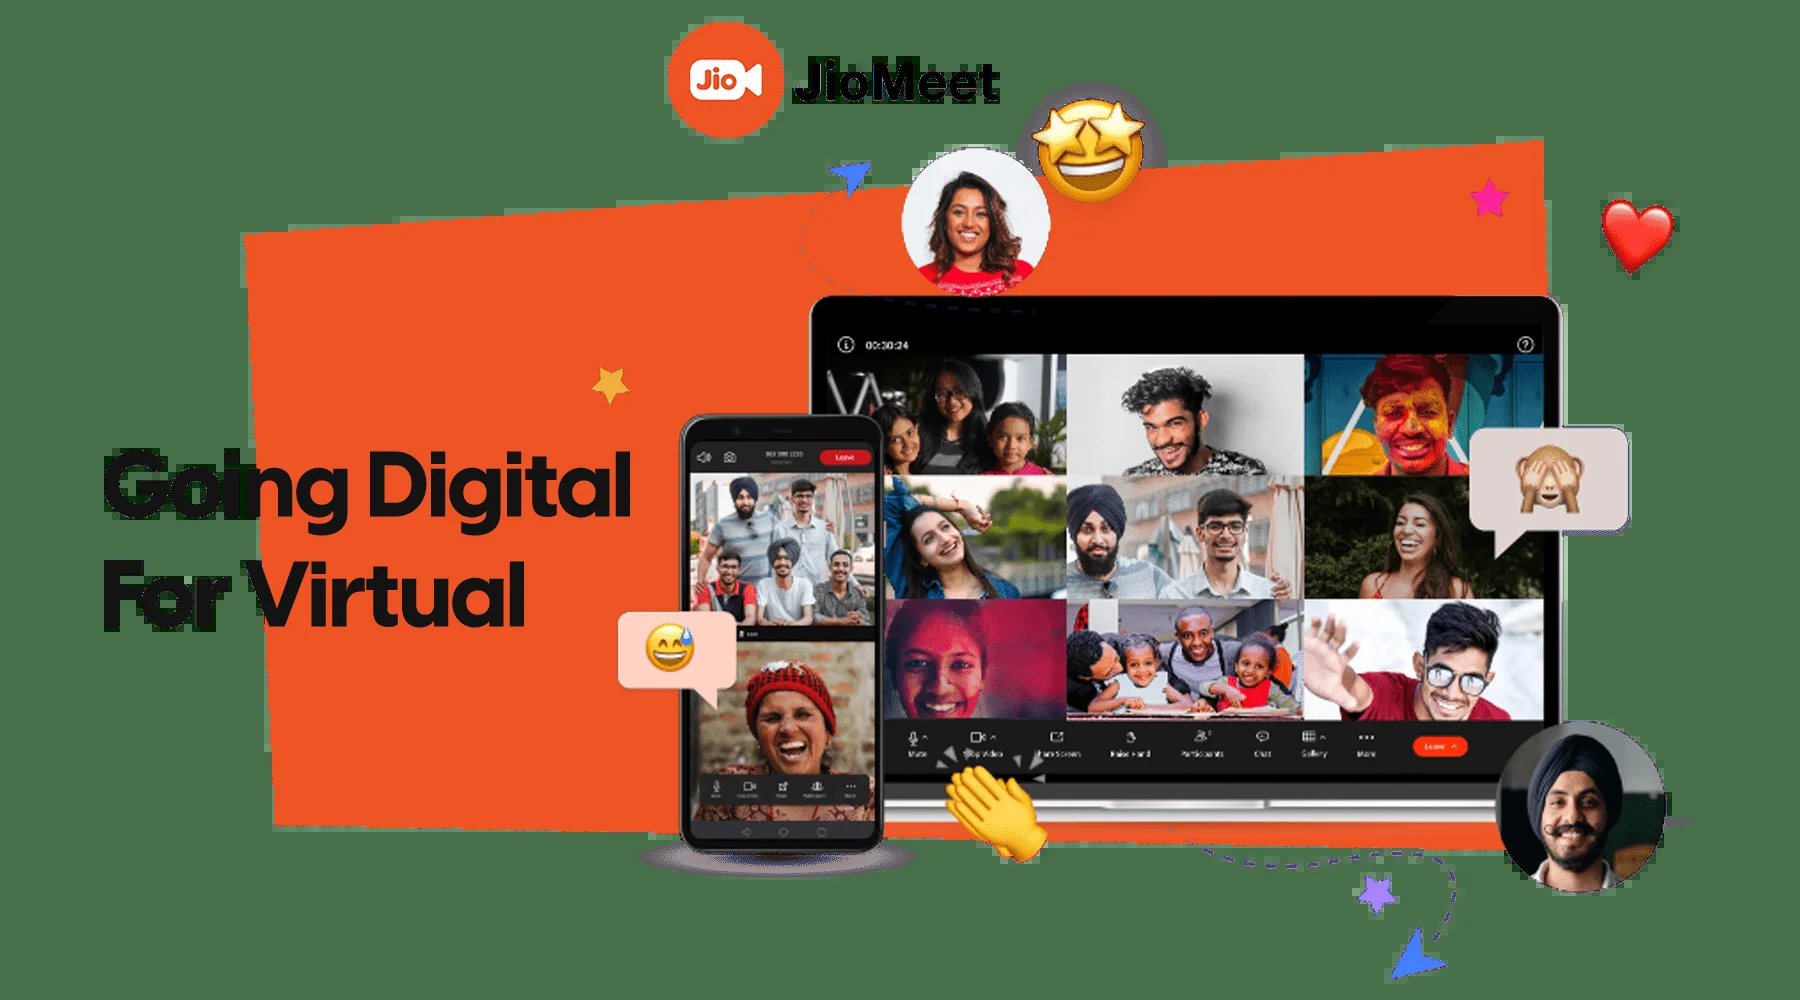 Jio
JioMeet
00:30:24
Going Digital
For Virtual
Leave
Mute
Video
Share Screen
Raise Hand
Participants
Chat
Gallery
More
Leave